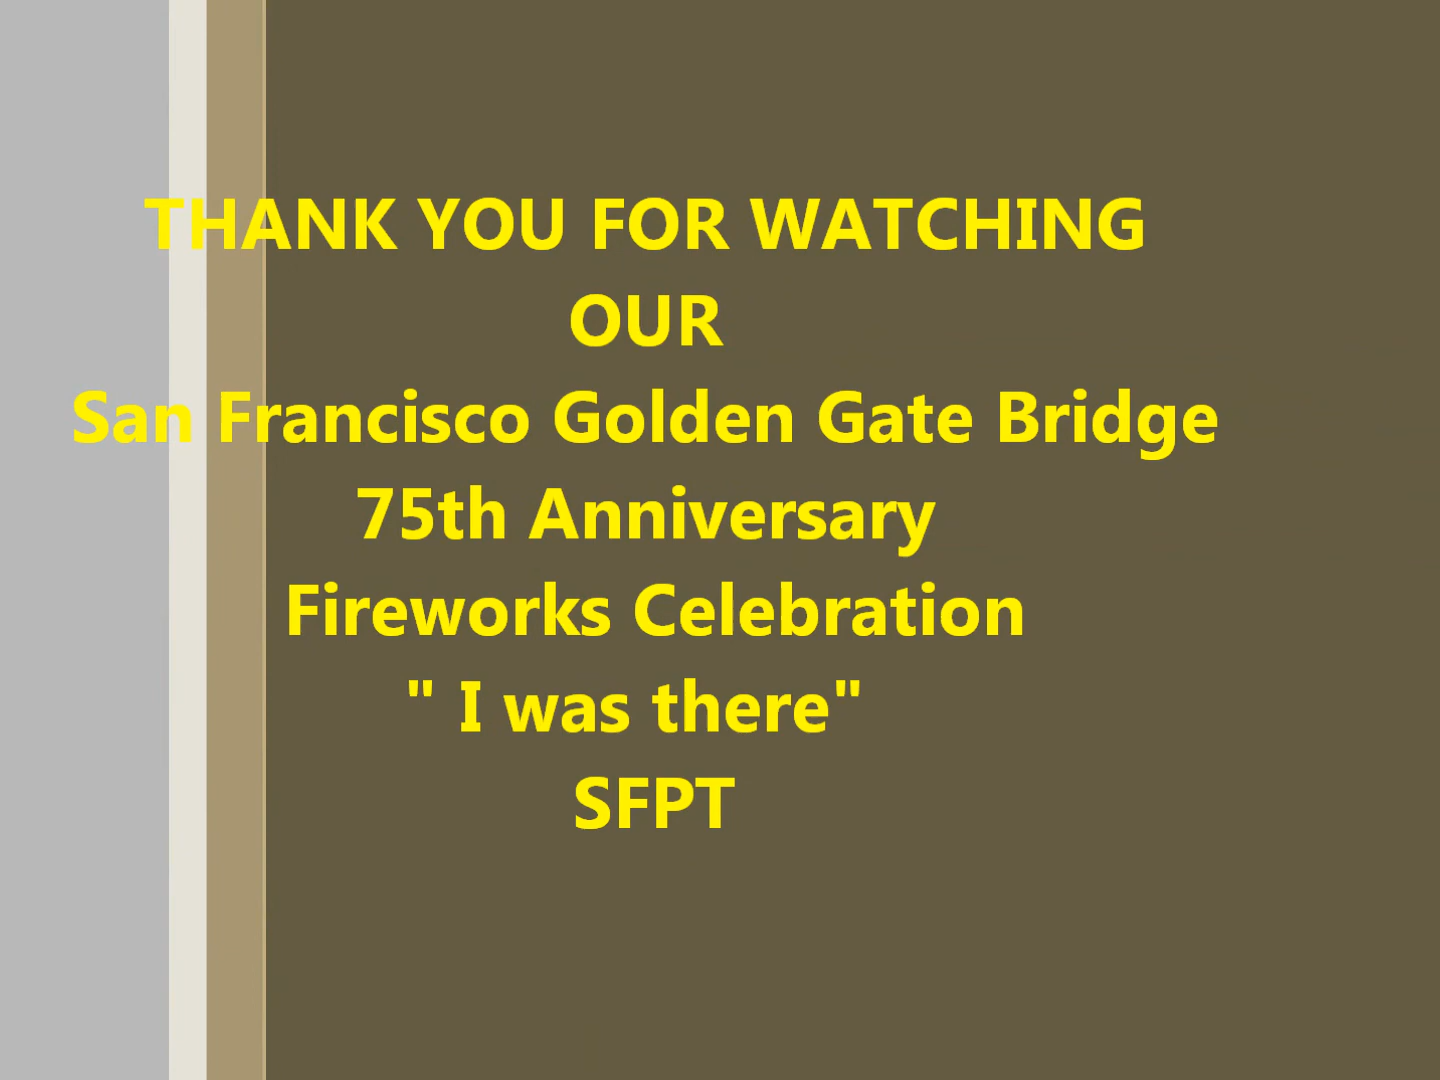 THANK YOU FOR WATCHING
OUR
San Francisco Golden Gate Bridge
75th Anniversary
Fireworks Celebration
" I was there"
SFPT